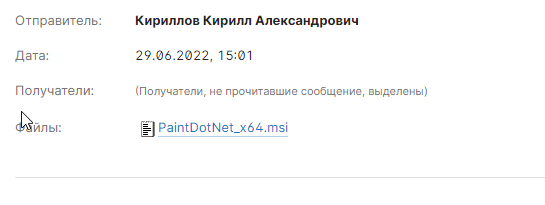 Отправитель: Кириллов Кирилл Александрович
Дата: 29.06.2022, 15:01
Получатели: (Получатели, не прочитавшие сообщение, выделены)
Файлы: PaintDotNet_x64.msi